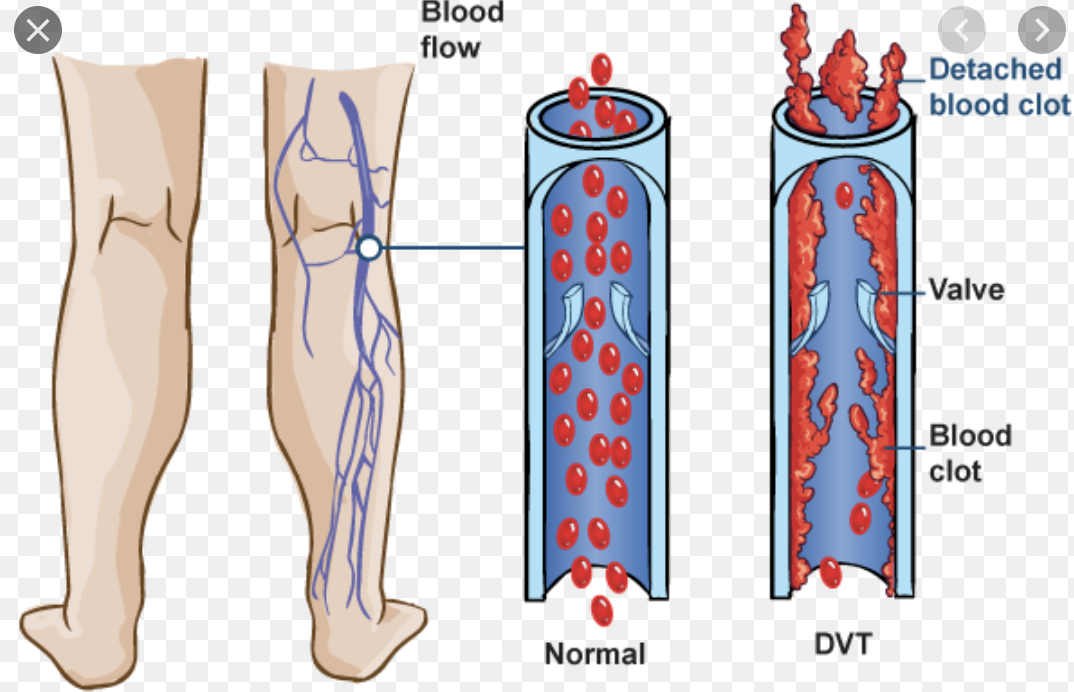 Blood
flow
Detached
blood clot
Valve
Blood
clot
Normal
DVT